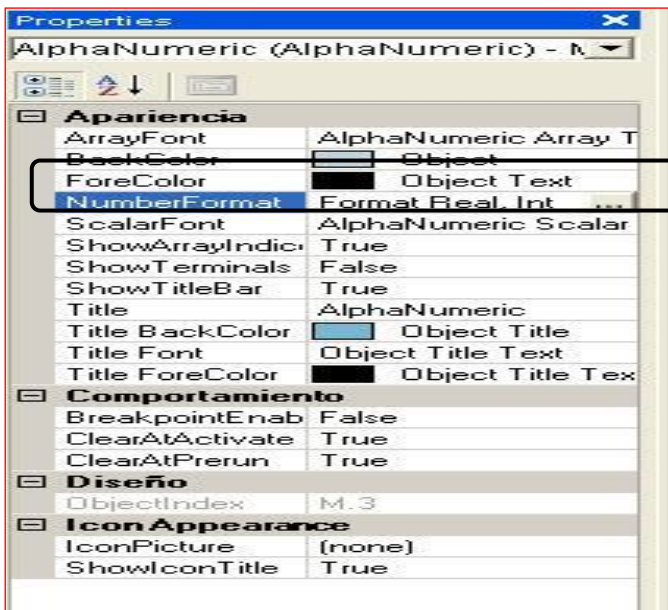 Properties
AlphaNumeric (AlphaNumeric) - M
Apariencia
ArrayFont AlphaNumeric Array T
BackColor Object
ForeColor Object Text
NumberFormat Format Real, Int ...
ScalarFont AlphaNumeric Scalar
ShowArrayIndic True
ShowTerminals False
ShowTitleBar True
Title AlphaNumeric
Title BackColor Object Title
Title Font Object Title Text
Title ForeColor Object Title Tex
Comportamiento
BreakpointEnab False
ClearAtActivate True
ClearAtPrerun True
Diseño
ObjectIndex M.3
Icon Appearance
IconPicture (none)
ShowIconTitle True